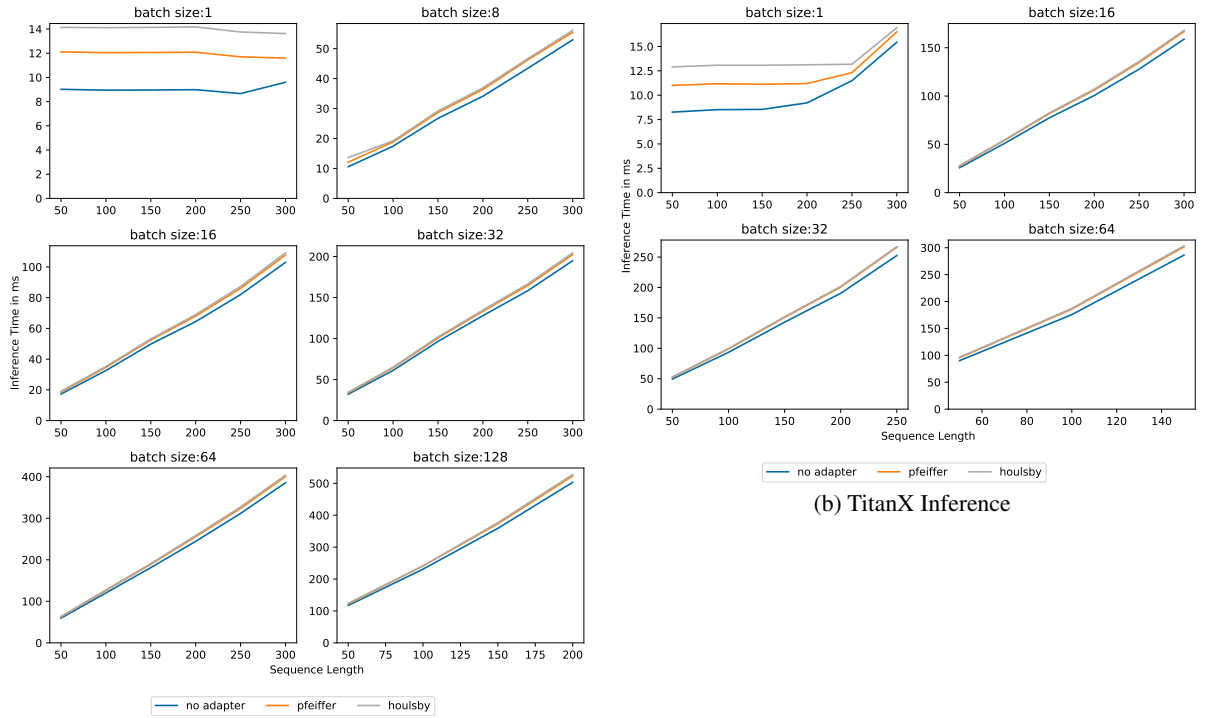 batch size:1
14
12
10
8
6
4
2
0
50 100 150 200 250 300
batch size:8
50
40
30
20
10
0
50 100 150 200 250 300
batch size:16
100
80
60
40
20
0
50 100 150 200 250 300
batch size:32
200
150
100
50
0
50 100 150 200 250 300
Inference Time in ms
batch size:64
400
300
200
100
0
50 100 150 200 250 300
batch size:128
500
400
300
200
100
0
50 75 100 125 150 175 200
Sequence Length
no adapter pfeiffer houlsby
batch size:1
15.0
12.5
10.0
7.5
5.0
2.5
0.0
50 100 150 200 250 300
batch size:16
150
100
50
0
50 100 150 200 250 300
Inference Time in ms
batch size:32
250
200
150
100
50
0
50 100 150 200 250
batch size:64
300
250
200
150
100
50
0
60 80 100 120 140
Sequence Length
no adapter pfeiffer houlsby
(b) TitanX Inference